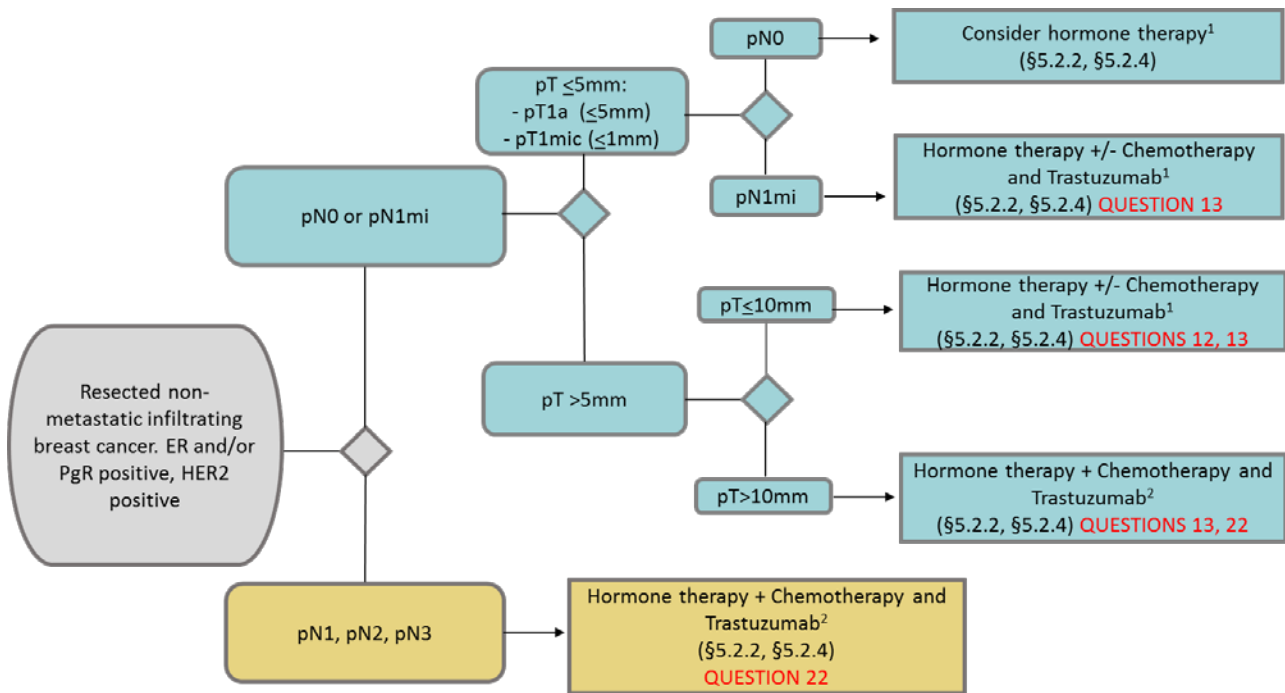 pN0
Consider hormone therapy¹
(§5.2.2, §5.2.4)
pT ≤5mm:
- pT1a (≤5mm)
- pT1mic (≤1mm)
pN1mi
Hormone therapy +/- Chemotherapy
and Trastuzumab¹
(§5.2.2, §5.2.4) QUESTION 13
pN0 or pN1mi
pT≤10mm
Hormone therapy +/- Chemotherapy
and Trastuzumab¹
(§5.2.2, §5.2.4) QUESTIONS 12, 13
pT >5mm
Resected non-
metastatic infiltrating
breast cancer. ER and/or
PgR positive, HER2
positive
pT>10mm
Hormone therapy + Chemotherapy and
Trastuzumab²
(§5.2.2, §5.2.4) QUESTIONS 13, 22
pN1, pN2, pN3
Hormone therapy + Chemotherapy and
Trastuzumab²
(§5.2.2, §5.2.4)
QUESTION 22